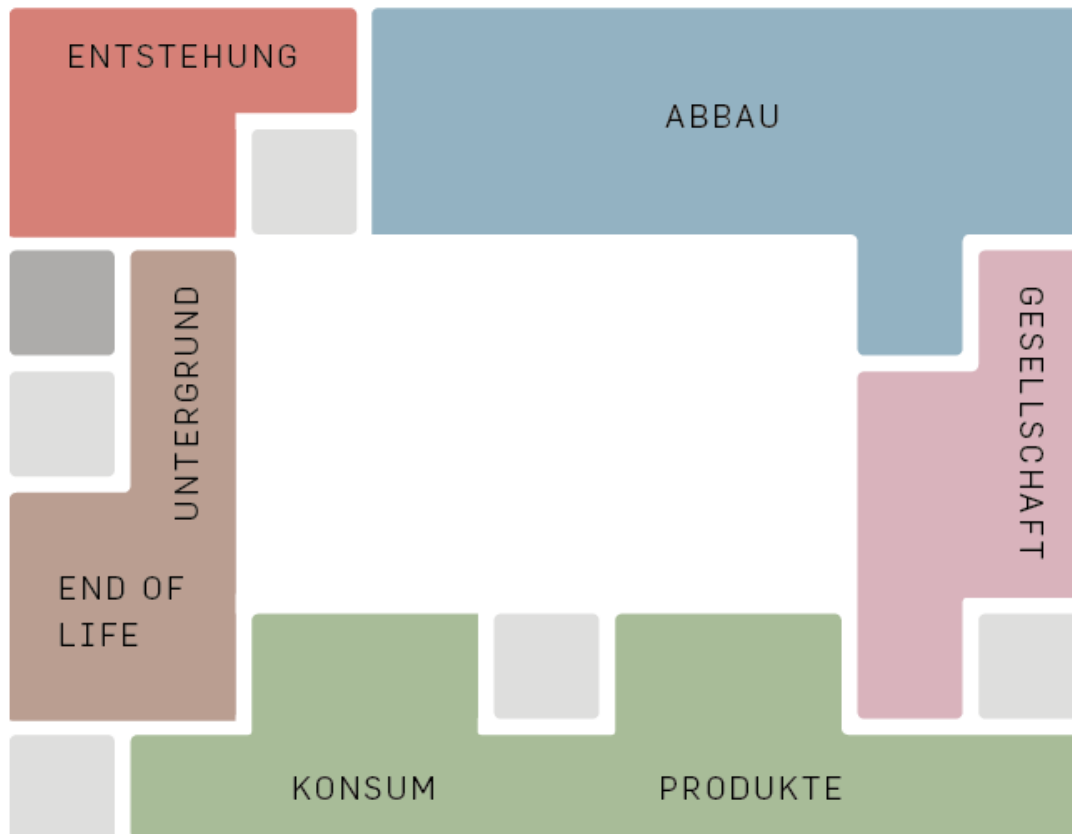 ENTSTEHUNG
ABBAU
UNTERGRUND
GESELLSCHAFT
END OF
LIFE
KONSUM
PRODUKTE